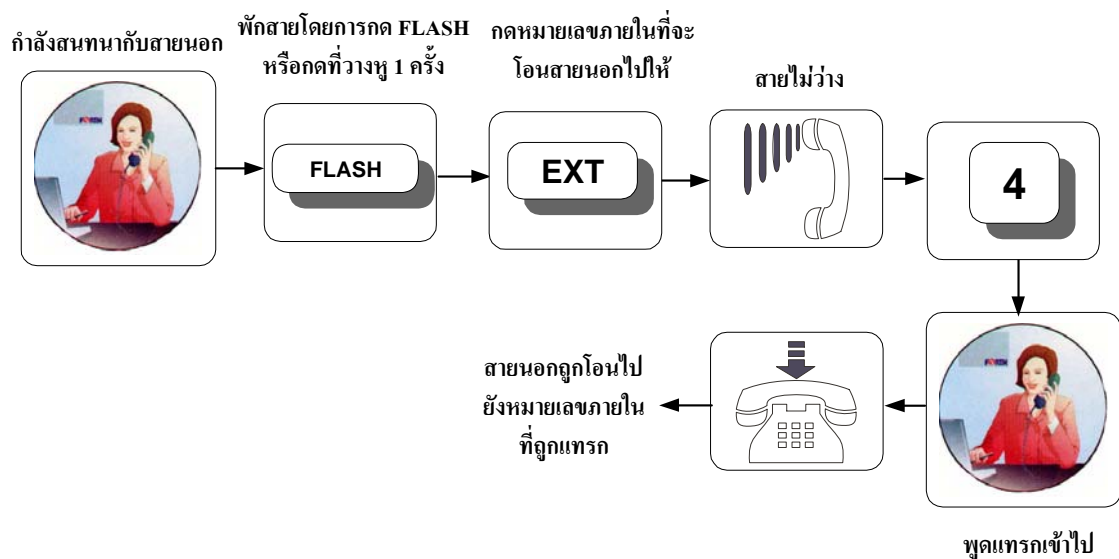 กำลังสนทนากับสายนอก
พักสายโดยการกด FLASH
หรือกดที่วางหู 1 ครั้ง
กดหมายเลขภายในที่จะ
โอนสายนอกไปให้
สายไม่ว่าง
FLASH
EXT
4
สายนอกถูกโอนไป
ยังหมายเลขภายใน
ที่ถูกแทรก
พูดแทรกเข้าไป